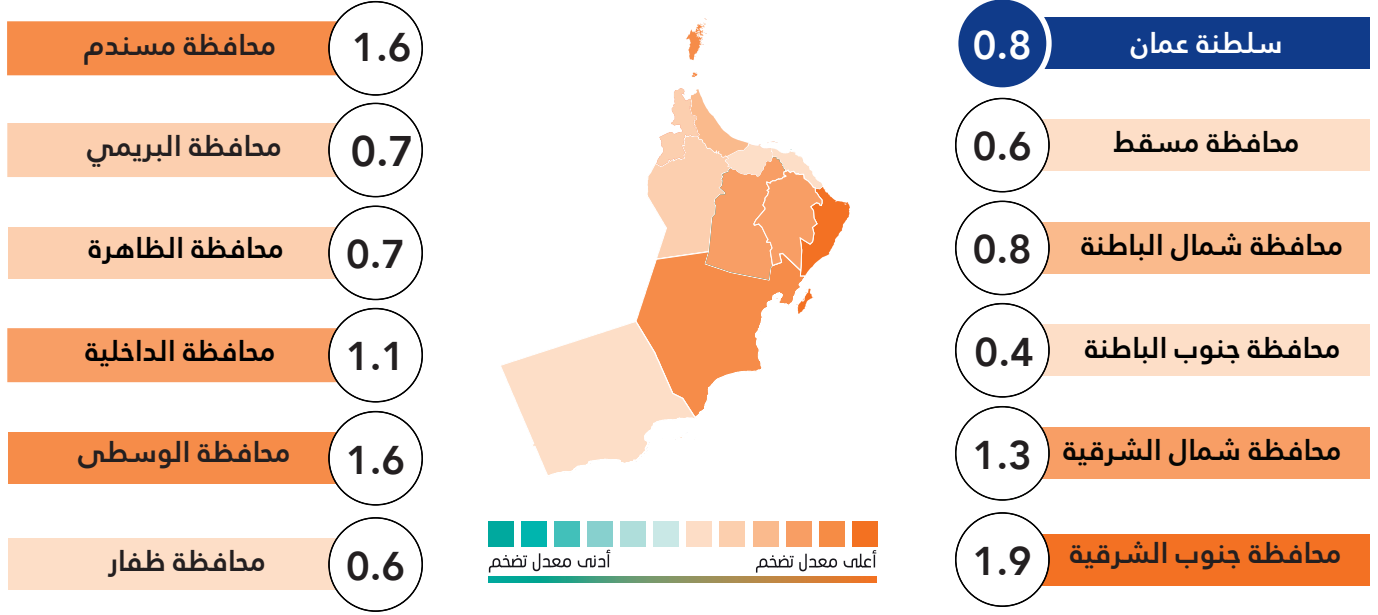 سلطنة عمان 0.8
محافظة مسقط 0.6
محافظة شمال الباطنة 0.8
محافظة جنوب الباطنة 0.4
محافظة شمال الشرقية 1.3
محافظة جنوب الشرقية 1.9
1.6 محافظة مسندم
0.7 محافظة البريمي
0.7 محافظة الظاهرة
1.1 محافظة الداخلية
1.6 محافظة الوسطى
0.6 محافظة ظفار
أعلى معدل تضخم
أدنى معدل تضخم